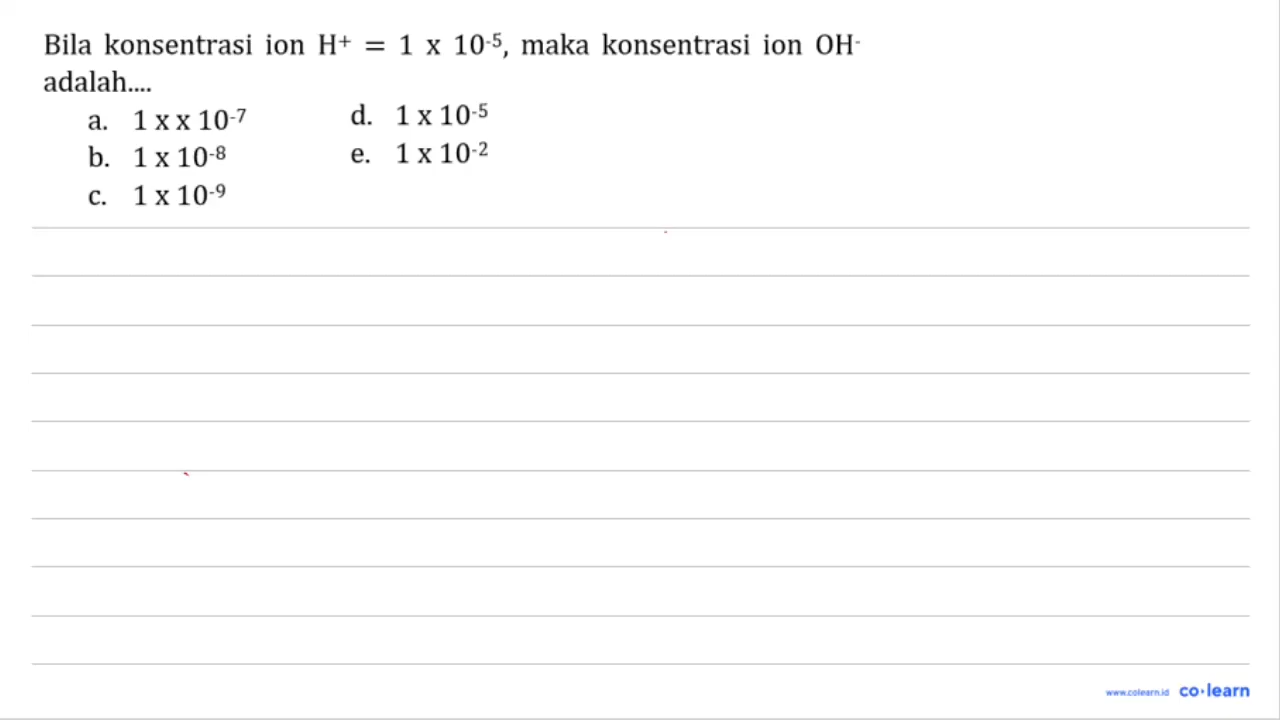 Bila konsentrasi ion H⁺ = 1 x 10⁻⁵, maka konsentrasi ion OH⁻
adalah....
a. 1 x x 10⁻⁷
b. 1 x 10⁻⁸
c. 1 x 10⁻⁹
d. 1 x 10⁻⁵
e. 1 x 10⁻²
www.colearn.id co·learn